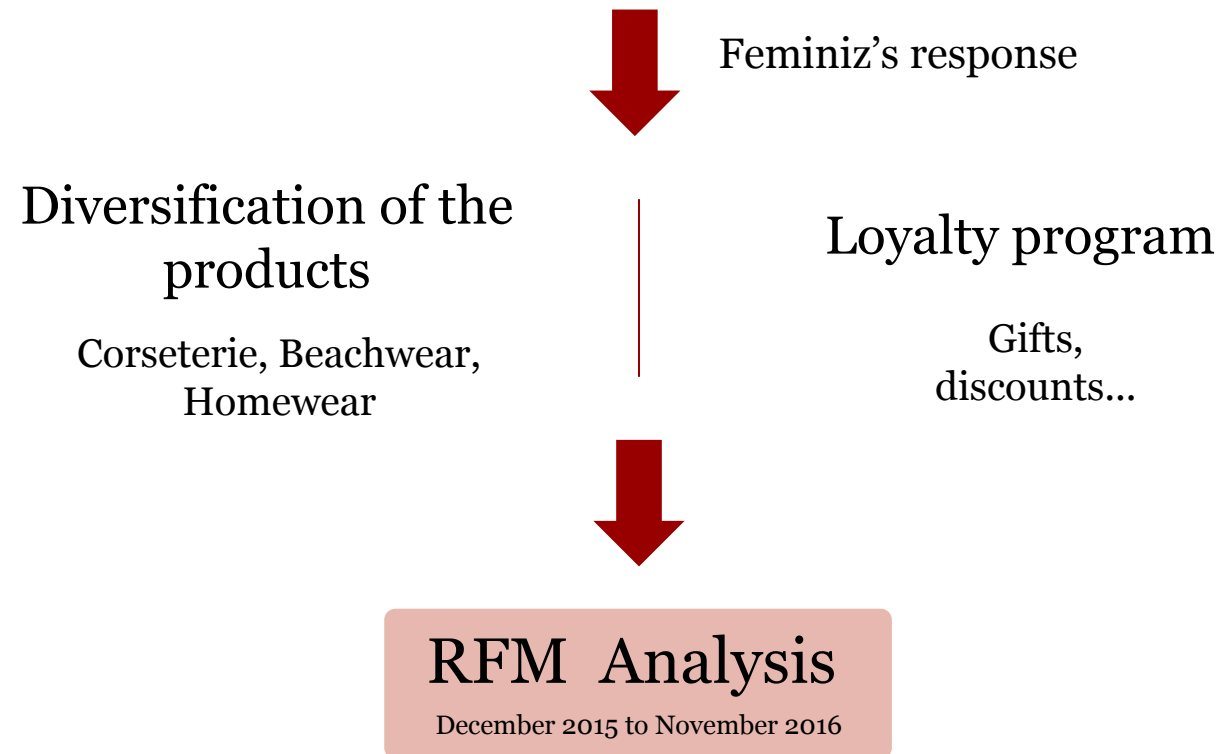 Feminiz’s response
Diversification of the
products
Corseterie, Beachwear,
Homewear
Loyalty program
Gifts,
discounts...
RFM Analysis
December 2015 to November 2016